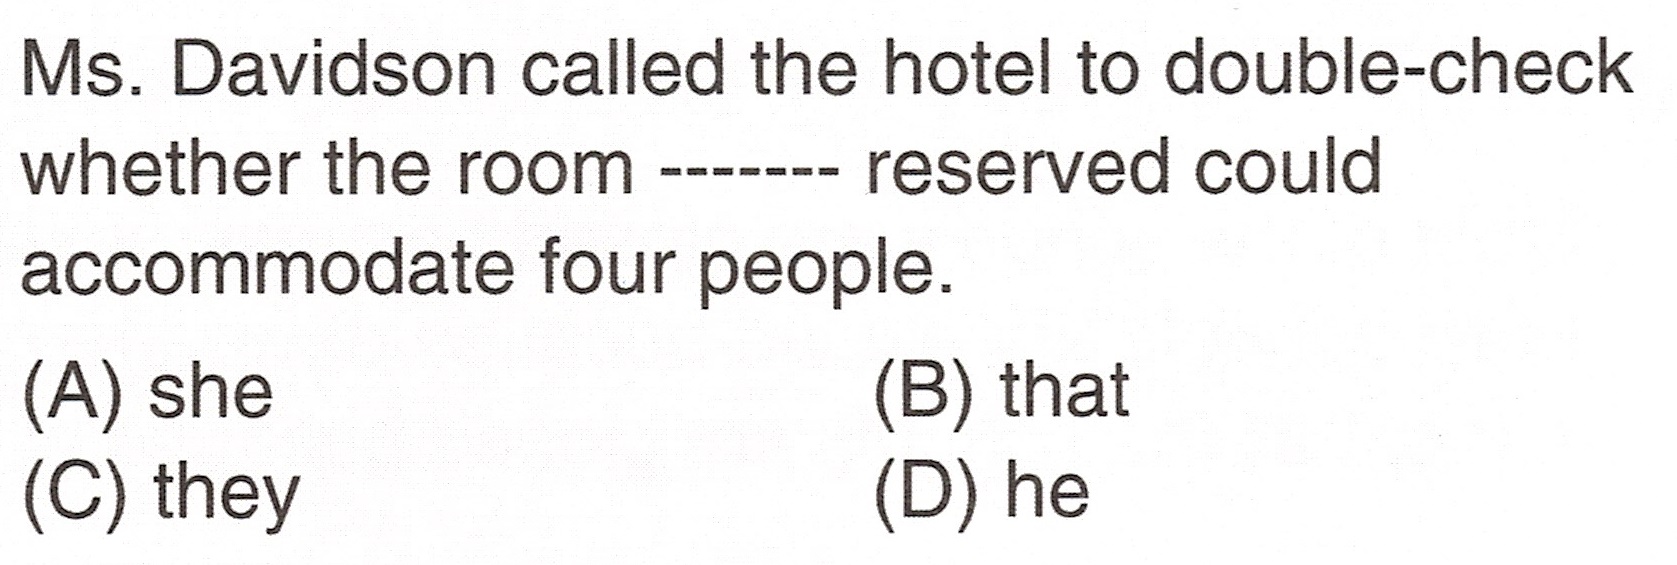 Ms. Davidson called the hotel to double-check
whether the room ------- reserved could
accommodate four people.
(A) she (B) that
(C) they (D) he